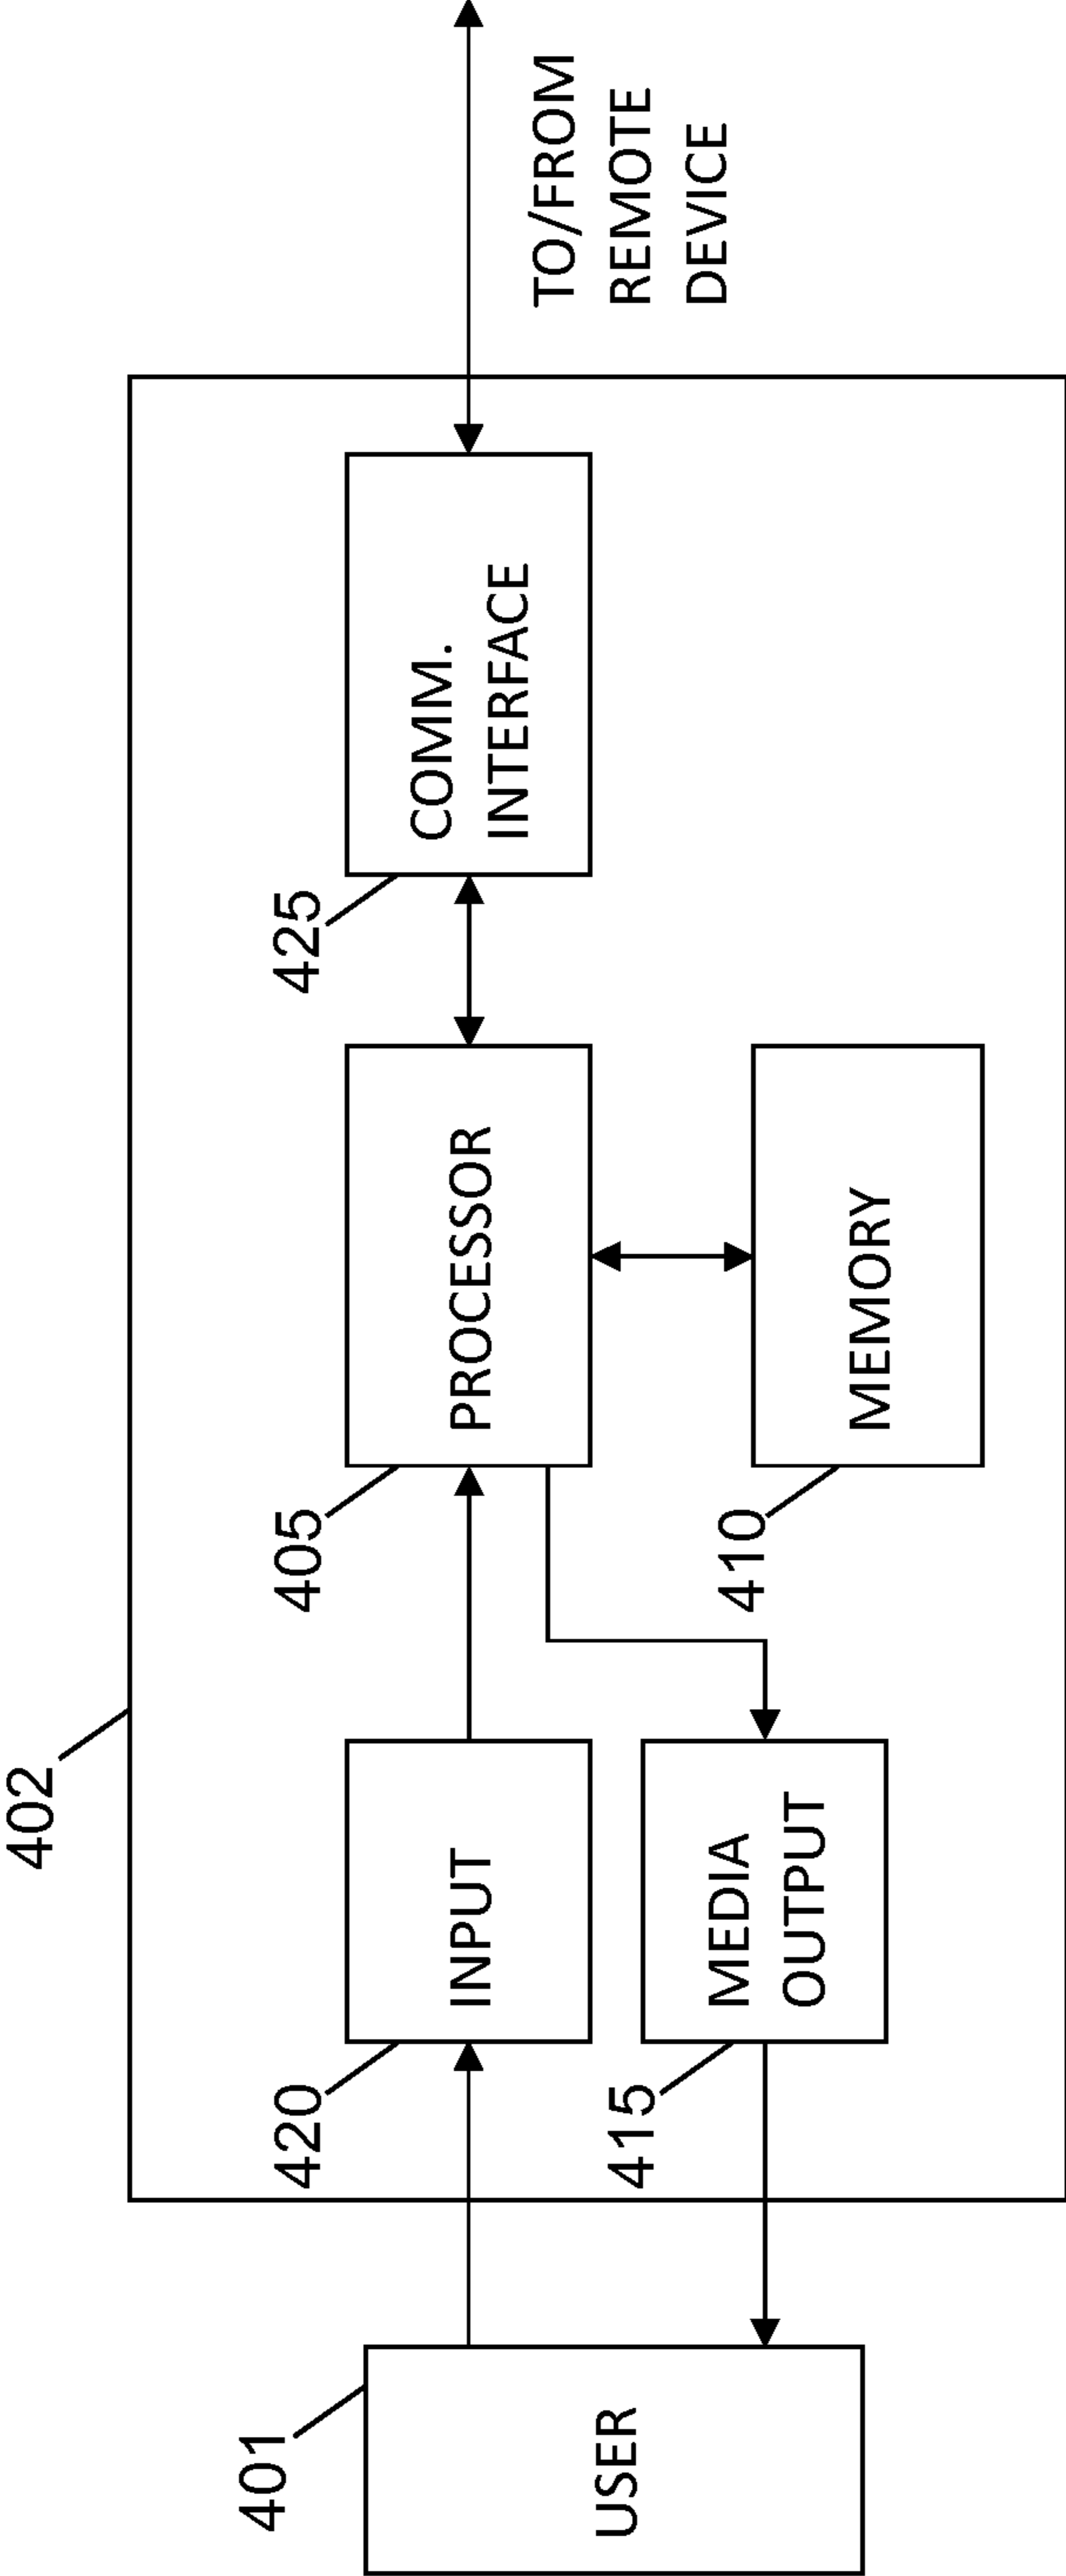 402
401
USER
420
INPUT
415
MEDIA
OUTPUT
405
PROCESSOR
410
MEMORY
425
COMM.
INTERFACE
TO/FROM
REMOTE
DEVICE